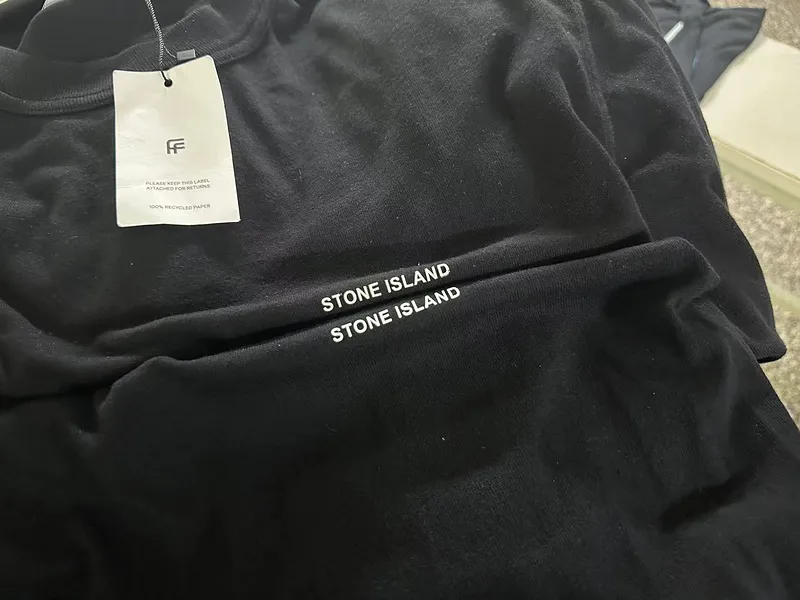 FF
PLEASE KEEP THIS LABEL
ATTACHED FOR RETURNS
100% RECYCLED PAPER
STONE ISLAND
STONE ISLAND